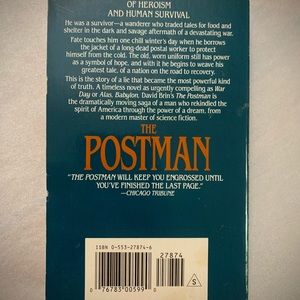 OF HEROISM
AND HUMAN SURVIVAL
He was a survivor—a wanderer who traded tales for food and
shelter in the dark and savage aftermath of a devastating war.
Fate touches him one chill winter's day when he borrows
the jacket of a long-dead postal worker to protect
himself from the cold. The old, worn uniform still has power
as a symbol of hope, and with it he begins to weave his
greatest tale, of a nation on the road to recovery.
This is the story of a lie that became the most powerful kind of
truth. A timeless novel as urgently compelling as War
Day or Alas, Babylon, David Brin's The Postman is the
dramatically moving saga of a man who rekindled the spirit
of America through the power of a dream. from
a modern master of science fiction.
THE
POSTMAN
"THE POSTMAN WILL KEEP YOU ENGROSSED UNTIL
YOU'VE FINISHED THE LAST PAGE."
—CHICAGO TRIBUNE
ISBN 0-553-27874-6
27874
0 76783 00599 0
S